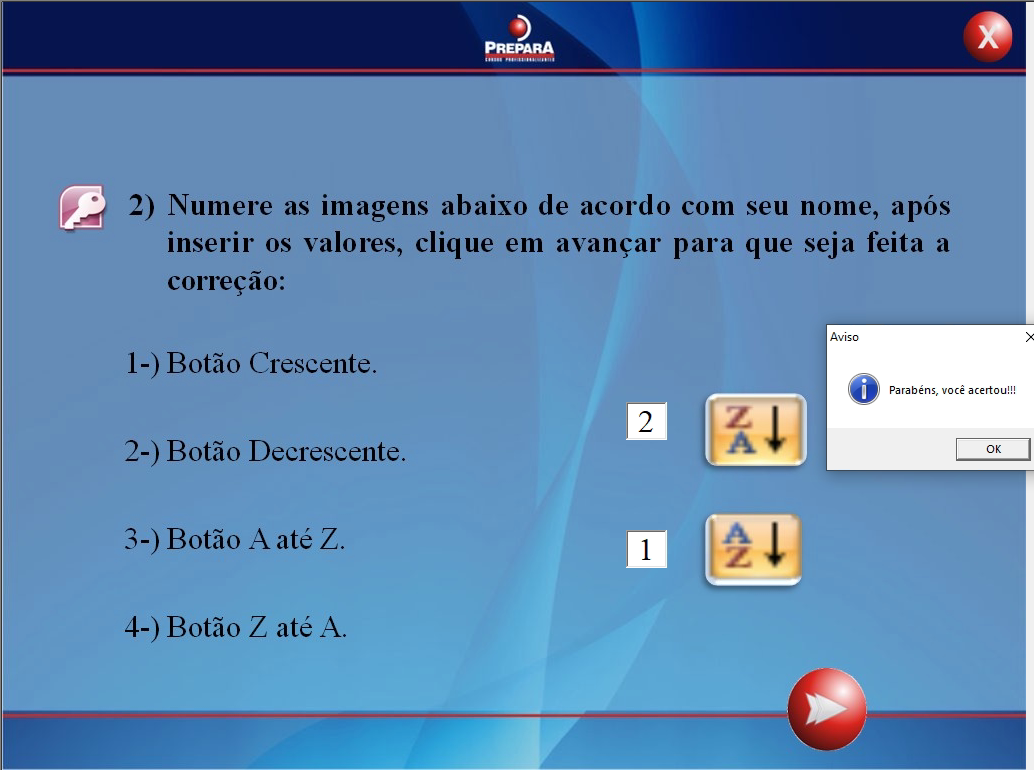 PREPARA
CURSOS PROFISSIONALIZANTES
X
2) Numere as imagens abaixo de acordo com seu nome, após
inserir os valores, clique em avançar para que seja feita a
correção:
1-) Botão Crescente.
2-) Botão Decrescente.
3-) Botão A até Z.
4-) Botão Z até A.
2
Z
A
1
A
Z
Aviso
Parabéns, você acertou!!!
OK